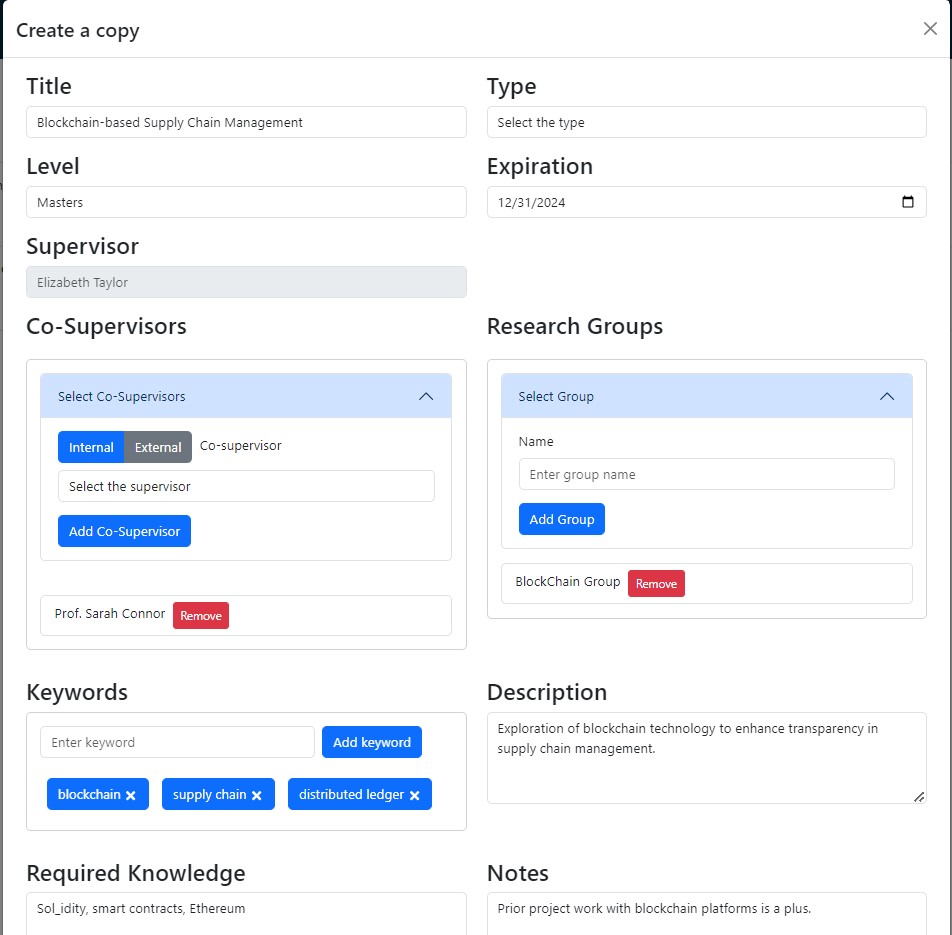 Create a copy
Title
Type
Blockchain-based Supply Chain Management
Select the type
Level
Expiration
Masters
12/31/2024
Supervisor
Elizabeth Taylor
Co-Supervisors
Research Groups
Select Co-Supervisors
Select Group
Internal External Co-supervisor
Name
Select the supervisor
Enter group name
Add Co-Supervisor
Add Group
BlockChain Group Remove
Prof. Sarah Connor Remove
Keywords
Description
Enter keyword Add keyword
Exploration of blockchain technology to enhance transparency in
supply chain management.
blockchain supply chain distributed ledger
Required Knowledge
Notes
Sol_idity, smart contracts, Ethereum
Prior project work with blockchain platforms is a plus.